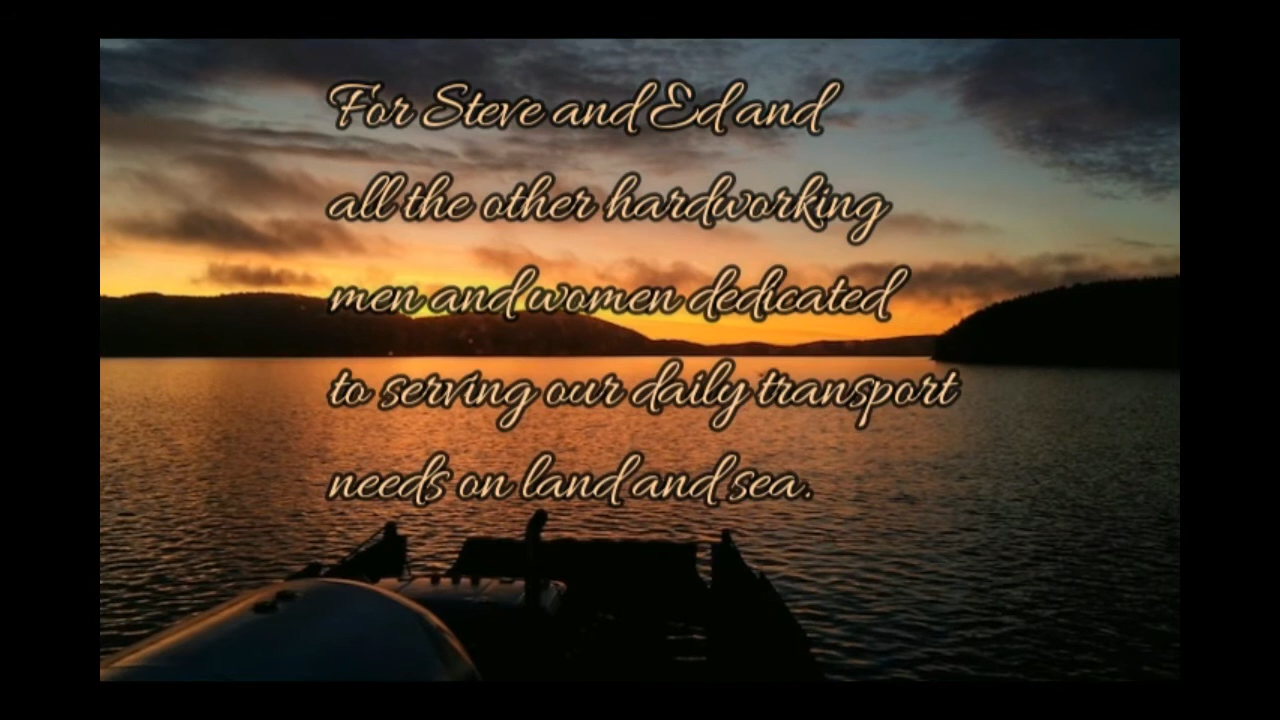 For Steve and Ed and
all the other hardworking
men and women dedicated
to serving our daily transport
needs on land and sea.